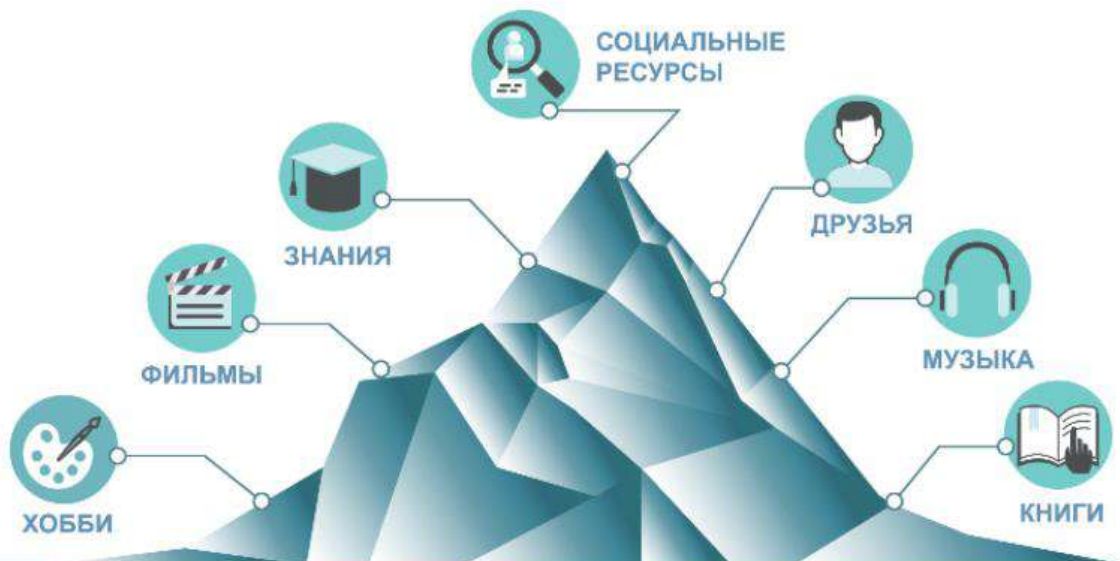 СОЦИАЛЬНЫЕ
РЕСУРСЫ
ЗНАНИЯ
ДРУЗЬЯ
ФИЛЬМЫ
МУЗЫКА
ХОББИ
КНИГИ